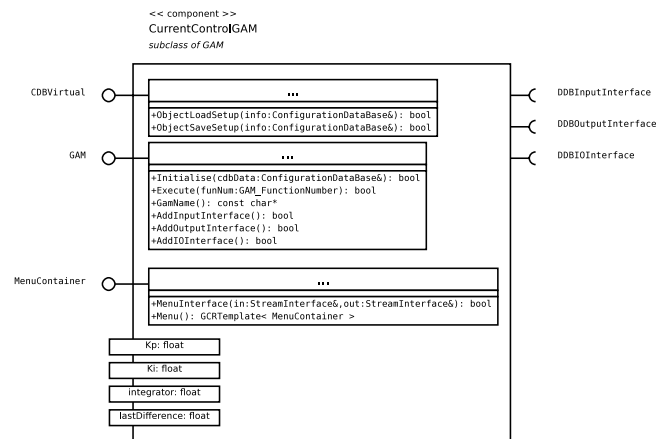 << component >>
CurrentControlGAM
subclass of GAM
CDBVirtual
...
DDBInputInterface
+ObjectLoadSetup(info:ConfigurationDataBase&): bool
+ObjectSaveSetup(info:ConfigurationDataBase&): bool
DDBOutputInterface
GAM
...
DDBIOInterface
+Initialise(cdbData:ConfigurationDataBase&): bool
+Execute(funNum:GAM_FunctionNumber): bool
+GamName(): const char*
+AddInputInterface(): bool
+AddOutputInterface(): bool
+AddIOInterface(): bool
MenuContainer
...
+MenuInterface(in:StreamInterface&,out:StreamInterface&): bool
+Menu(): GCRTemplate< MenuContainer >
Kp: float
Ki: float
integrator: float
lastDifference: float